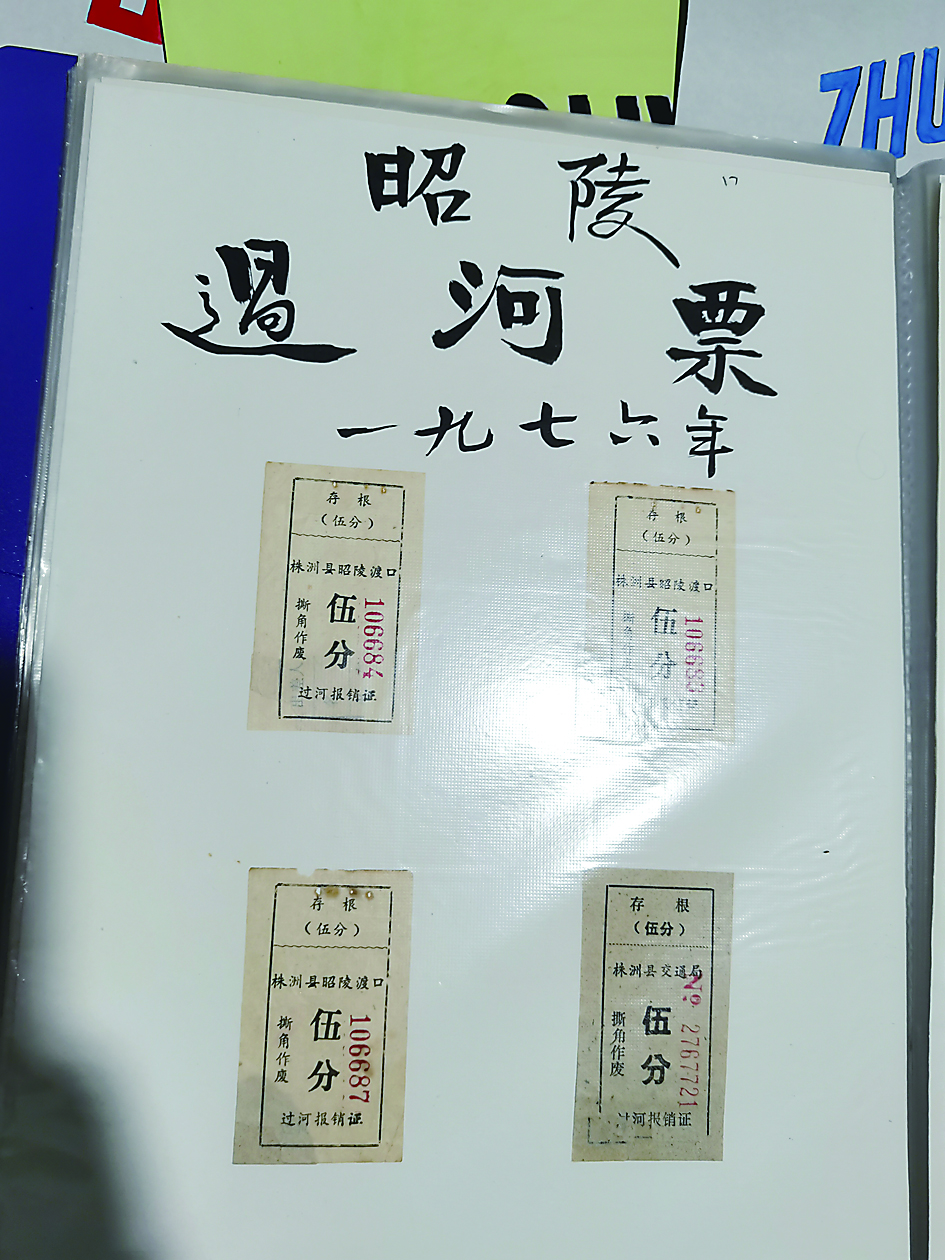 ZHU
昭陵
過河票
一九七六年
存根
(伍分)
株洲县昭陵渡口
伍分
撕角作废
106684
过河报销证
存根
(伍分)
株洲县昭陵渡口
伍分
106683
存根
(伍分)
株洲县昭陵渡口
伍分
撕角作废
106687
过河报销证
存根
(伍分)
株洲县交通局
伍分
撕角作废
№ 2767721
河报销证